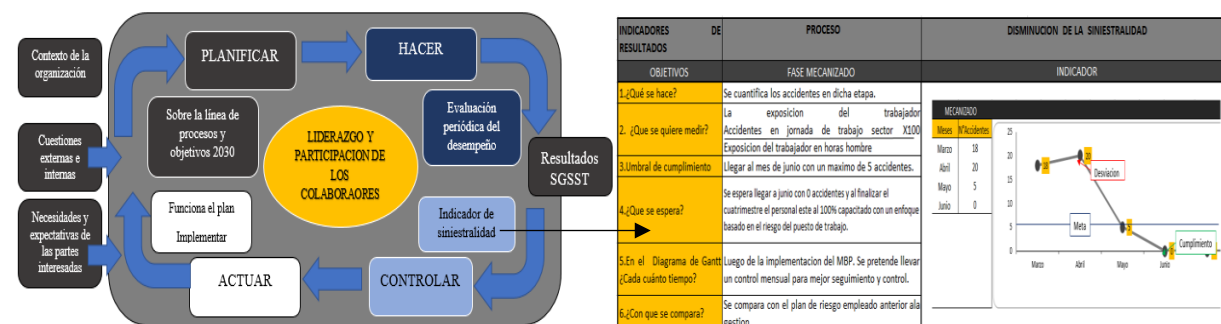 Contexto de la
organización
Cuestiones
externas e
internas
Necesidades y
expectativas de
las partes
interesadas
PLANIFICAR
HACER
Sobre la línea de
procesos y
objetivos 2030
LIDERAZGO Y
PARTICIPACION DE
LOS
COLABORAORES
Evaluación
periódica del
desempeño
Resultados
SGSST
Funciona el plan
Implementar
Indicador de
siniestralidad
ACTUAR
CONTROLAR
INDICADORES DE
RESULTADOS
PROCESO
DISMINUCION DE LA SINIESTRALIDAD
OBJETIVOS
FASE MECANIZADO
INDICADOR
1.¿Qué se hace?
Se cuantifica los accidentes en dicha etapa.
2. ¿Que se quiere medir?
La exposicion del trabajador
Accidentes en jornada de trabajo sector X100
Exposicion del trabajador en horas hombre
3.Umbral de cumplimiento
Llegar al mes de junio con un maximo de 5 accidentes.
4.¿Que se espera?
Se espera llegar a junio con 0 accidentes y al finalizar el
cuatrimestre el personal este al 100% capacitado con un enfoque
basado en el riesgo del puesto de trabajo.
5.En el Diagrama de Gantt
¿Cada cuánto tiempo?
Luego de la implementacion del MBP. Se pretende llevar
un control mensual para mejor seguimiento y control.
6.¿Con que se compara?
Se compara con el plan de riesgo empleado anterior ala
gestion
MECANIZADO
Meses N°Accidentes
Marzo 18
Abril 20
Mayo 5
Junio 0
25
20
15
10
5
0
18
20
5
0
Desviacion
Meta
Cumplimiento
Marzo Abril Mayo Junio